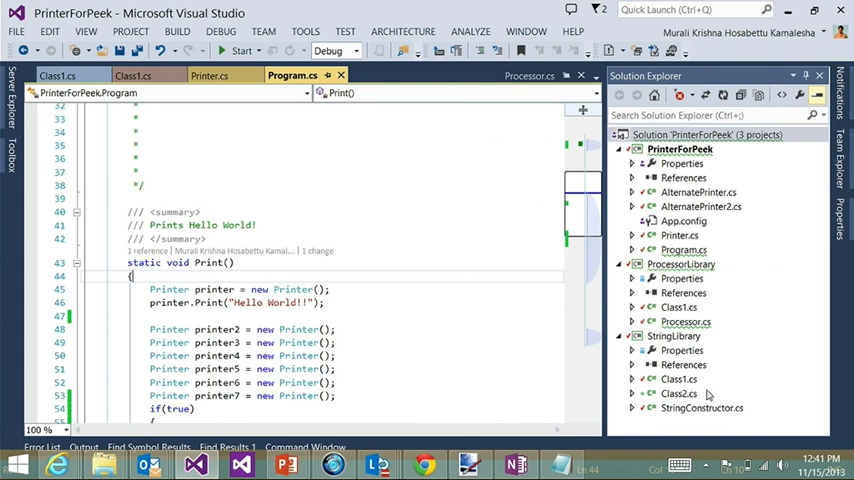 PrinterForPeek - Microsoft Visual Studio
2
Quick Launch (Ctrl+;)
FILE EDIT VIEW PROJECT BUILD DEBUG TEAM TOOLS TEST ARCHITECTURE ANALYZE WINDOW HELP
Murali Krishna Hosabettu Kamalesha
Start Debug
Server Explorer
Toolbox
Class1.cs Class1.cs Printer.cs Program.cs Processor.cs
PrinterForPeek.Program Print()
32
33 *
34 *
35 *
36 *
37 *
38 */
39
40 /// <summary>
41 /// Prints Hello World!
42 /// </summary>
1 reference | Murali Krishna Hosabettu Kamal... | 1 change
43 static void Print()
44 {
45 Printer printer = new Printer();
46 printer.Print("Hello World!!");
47
48 Printer printer2 = new Printer();
49 Printer printer3 = new Printer();
50 Printer printer4 = new Printer();
51 Printer printer5 = new Printer();
52 Printer printer6 = new Printer();
53 Printer printer7 = new Printer();
54 if(true)
{
100 %
Solution Explorer
Search Solution Explorer (Ctrl+;)
Solution 'PrinterForPeek' (3 projects)
PrinterForPeek
Properties
References
AlternatePrinter.cs
AlternatePrinter2.cs
App.config
Printer.cs
Program.cs
ProcessorLibrary
Properties
References
Class1.cs
Processor.cs
StringLibrary
Properties
References
Class1.cs
Class2.cs
StringConstructor.cs
Notifications
Team Explorer
Properties
Error List Output Find Symbol Results Find Results 1 Command Window
Ln 44
12:41 PM
11/15/2013